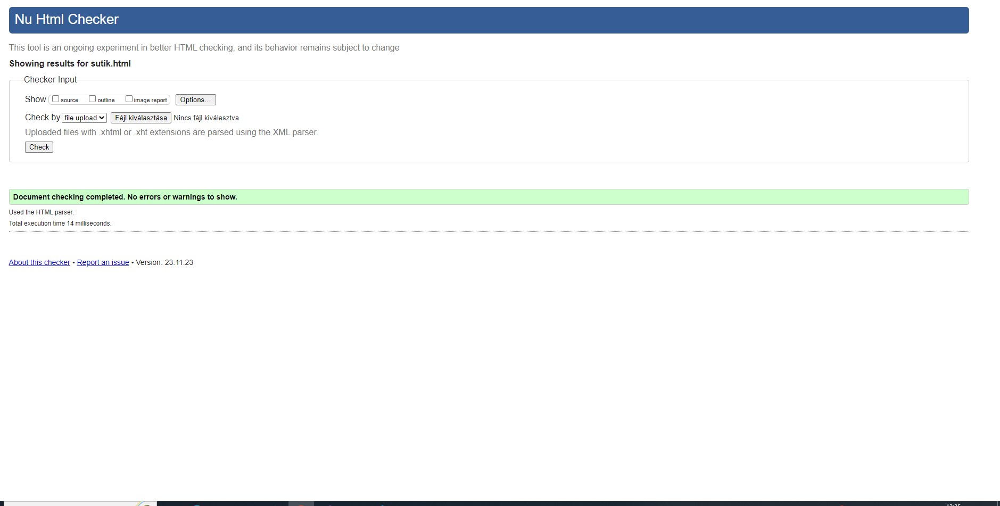 Nu Html Checker
This tool is an ongoing experiment in better HTML checking, and its behavior remains subject to change
Showing results for sutik.html
Checker Input
Show source outline image report Options...
Check by file upload Fájl kiválasztása Nincs fájl kiválasztva
Uploaded files with .xhtml or .xht extensions are parsed using the XML parser.
Check
Document checking completed. No errors or warnings to show.
Used the HTML parser.
Total execution time 14 milliseconds.
About this checker • Report an issue • Version: 23.11.23